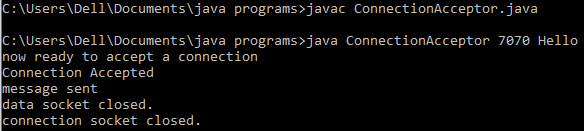 C:\Users\Dell\Documents\java programs>javac ConnectionAcceptor.java
C:\Users\Dell\Documents\java programs>java ConnectionAcceptor 7070 Hello
now ready to accept a connection
Connection Accepted
message sent
data socket closed.
connection socket closed.